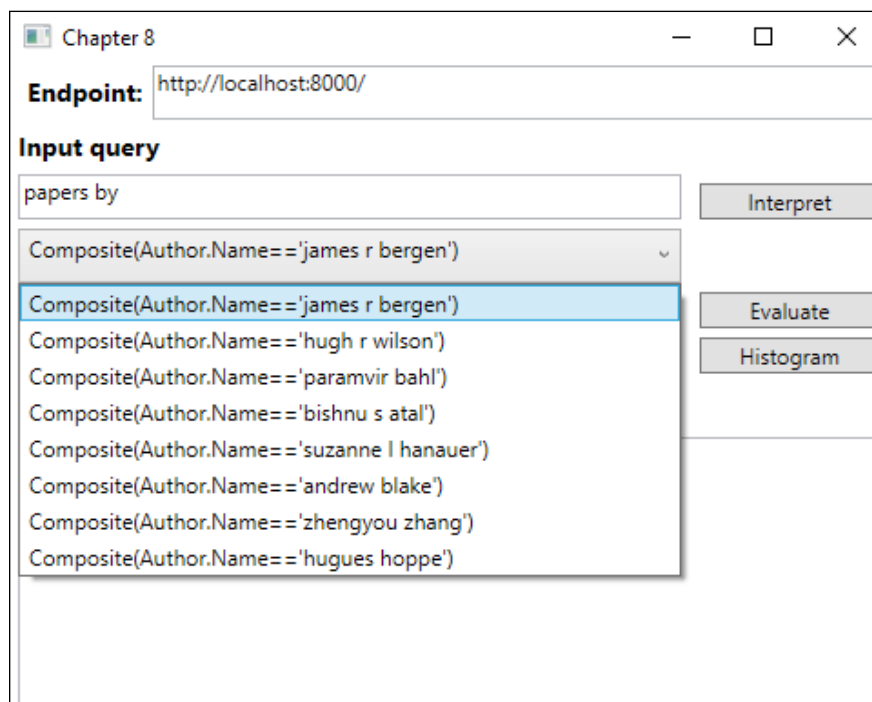 Chapter 8
Endpoint: http://localhost:8000/
Input query
papers by
Interpret
Composite(Author.Name=='james r bergen')
Composite(Author.Name=='james r bergen')
Evaluate
Composite(Author.Name=='hugh r wilson')
Histogram
Composite(Author.Name=='paramvir bahl')
Composite(Author.Name=='bishnu s atal')
Composite(Author.Name=='suzanne l hanauer')
Composite(Author.Name=='andrew blake')
Composite(Author.Name=='zhengyou zhang')
Composite(Author.Name=='hugues hoppe')